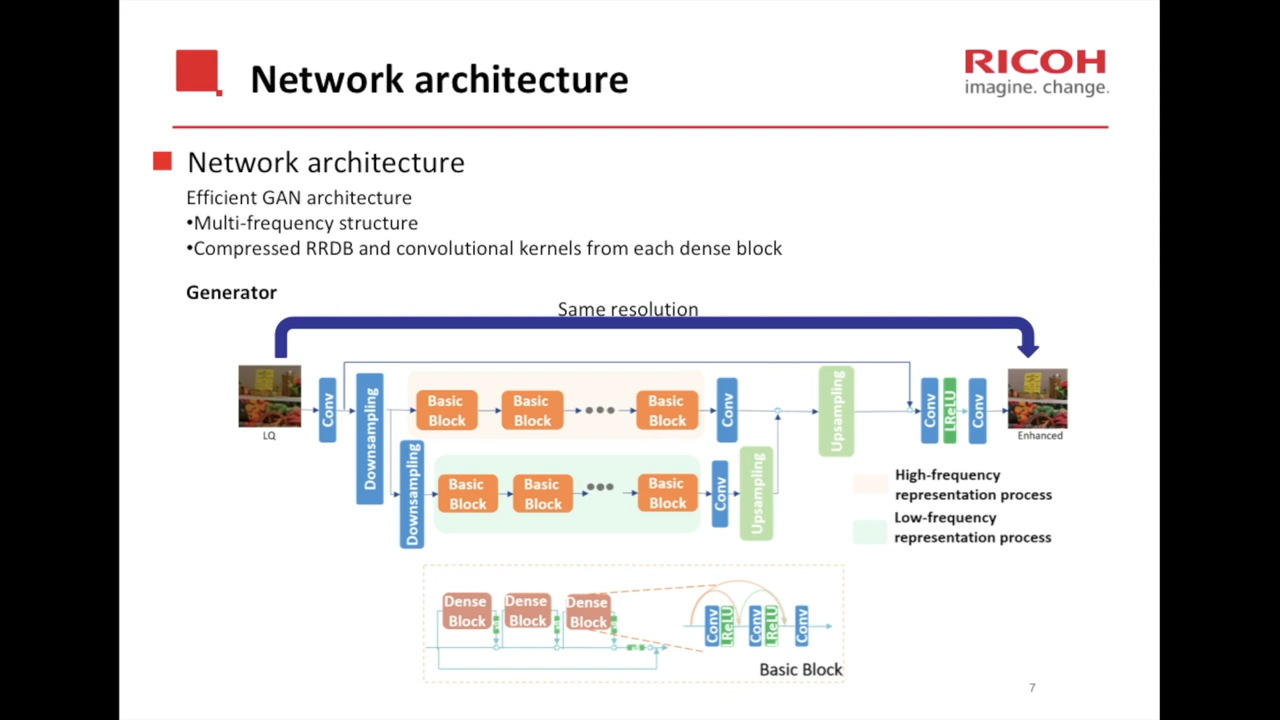 Network architecture
RICOH
imagine. change.
Network architecture
Efficient GAN architecture
•Multi-frequency structure
•Compressed RRDB and convolutional kernels from each dense block
Generator
Same resolution
LQ
Conv
Downsampling
Basic
Block
Basic
Block
Basic
Block
Conv
Upsampling
Conv
LReLU
Conv
Enhanced
Downsampling
Basic
Block
Basic
Block
Basic
Block
Conv
Upsampling
High-frequency
representation process
Low-frequency
representation process
Dense
Block
Dense
Block
Dense
Block
Conv
LReLU
Conv
LReLU
Conv
Basic Block
7